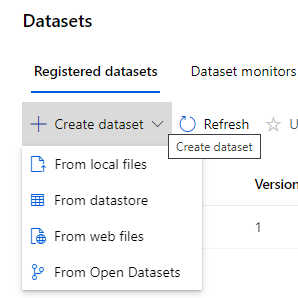 Datasets
Registered datasets Dataset monitors
Create dataset Refresh U
Create dataset
From local files
Version
From datastore
1
From web files
From Open Datasets